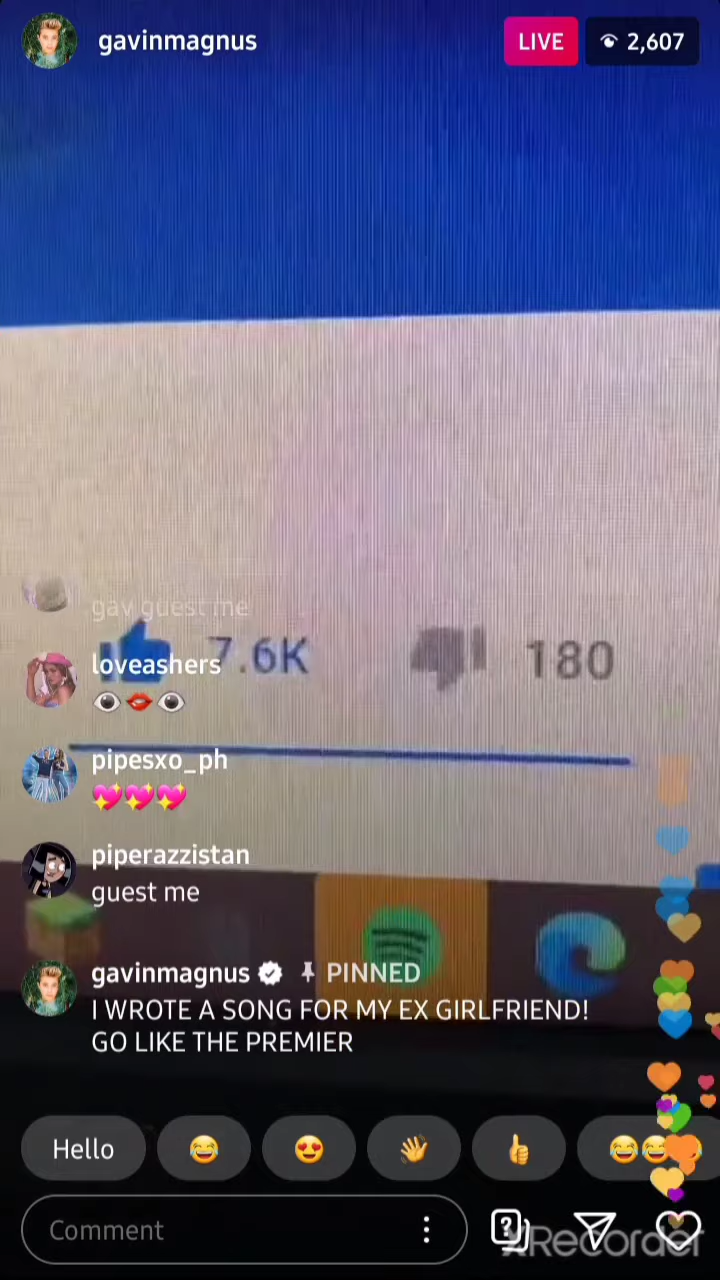 gavinmagnus
LIVE
2,607
gav guest me
loveashers
7.6K
180
👁️👄👁️
pipesxo_ph
💖💖💖
piperazzistan
guest me
gavinmagnus PINNED
I WROTE A SONG FOR MY EX GIRLFRIEND!
GO LIKE THE PREMIER
Hello
😂 😍 👋 👍 😂😂
Comment
XRecorder